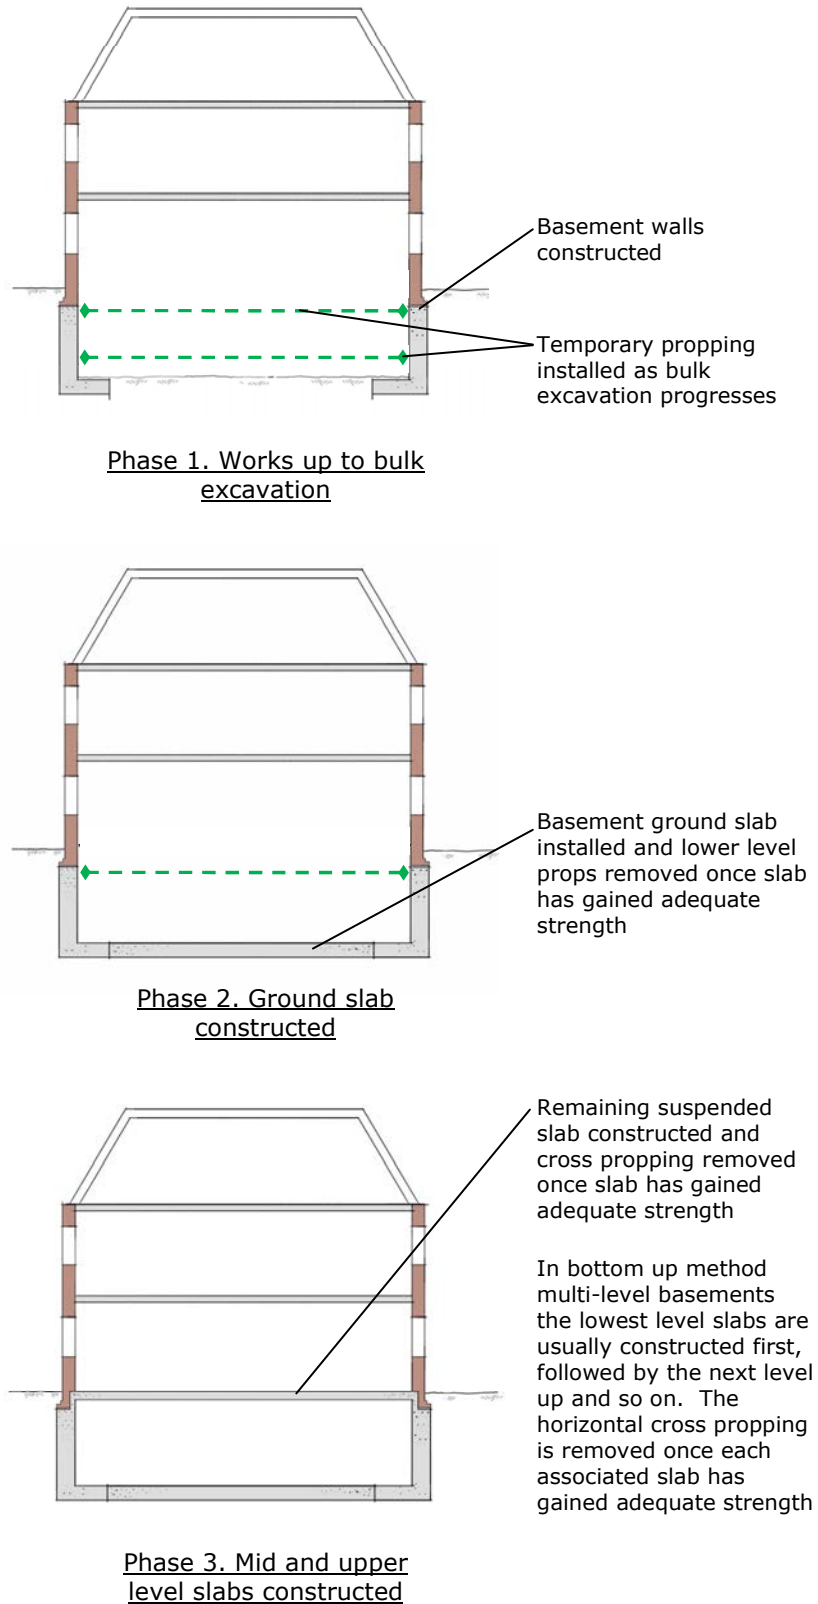 Basement walls
constructed
Temporary propping
installed as bulk
excavation progresses
Phase 1. Works up to bulk
excavation
Basement ground slab
installed and lower level
props removed once slab
has gained adequate
strength
Phase 2. Ground slab
constructed
Remaining suspended
slab constructed and
cross propping removed
once slab has gained
adequate strength
In bottom up method
multi-level basements
the lowest level slabs are
usually constructed first,
followed by the next level
up and so on. The
horizontal cross propping
is removed once each
associated slab has
gained adequate strength
Phase 3. Mid and upper
level slabs constructed